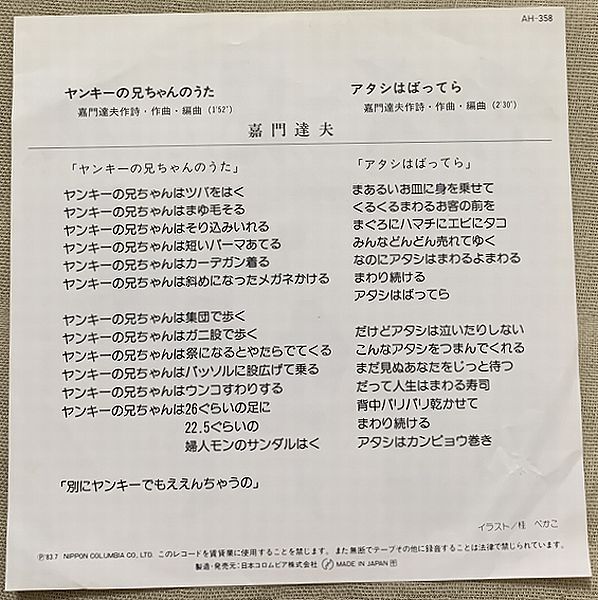 AH-358
ヤンキーの兄ちゃんのうた
嘉門達夫作詩・作曲・編曲 (1'52")
アタシはばってら
嘉門達夫作詩・作曲・編曲 (2'30")
嘉門達夫
「ヤンキーの兄ちゃんのうた」
ヤンキーの兄ちゃんはツバをはく
ヤンキーの兄ちゃんはまゆ毛そる
ヤンキーの兄ちゃんはそり込みいれる
ヤンキーの兄ちゃんは短いパーマあてる
ヤンキーの兄ちゃんはカーデガン着る
ヤンキーの兄ちゃんは斜めになったメガネかける
ヤンキーの兄ちゃんは集団で歩く
ヤンキーの兄ちゃんはガニ股で歩く
ヤンキーの兄ちゃんは祭になるとやたらでてくる
ヤンキーの兄ちゃんはパッソルに股広げて乗る
ヤンキーの兄ちゃんはウンコすわりする
ヤンキーの兄ちゃんは26ぐらいの足に
22.5ぐらいの
婦人モンのサンダルはく
「別にヤンキーでもええんちゃうの」
「アタシはばってら」
まあるいお皿に身を乗せて
くるくるまわるお客の前を
まぐろにハマチにエビにタコ
みんなどんどん売れてゆく
なのにアタシはまわるよまわる
まわり続ける
アタシはばってら
だけどアタシは泣いたりしない
こんなアタシをつまんでくれる
まだ見ぬあなたをじっと待つ
だって人生はまわる寿司
背中バリバリ乾かせて
まわり続ける
アタシはカンピョウ巻き
イラスト/桂 べかこ
Ⓟ'83.7 NIPPON COLUMBIA CO., LTD. このレコードを賃貸業に使用することを禁じます。また無断でテープその他に録音することは法律で禁じられています。
製造・発売元:日本コロムビア株式会社 MADE IN JAPAN